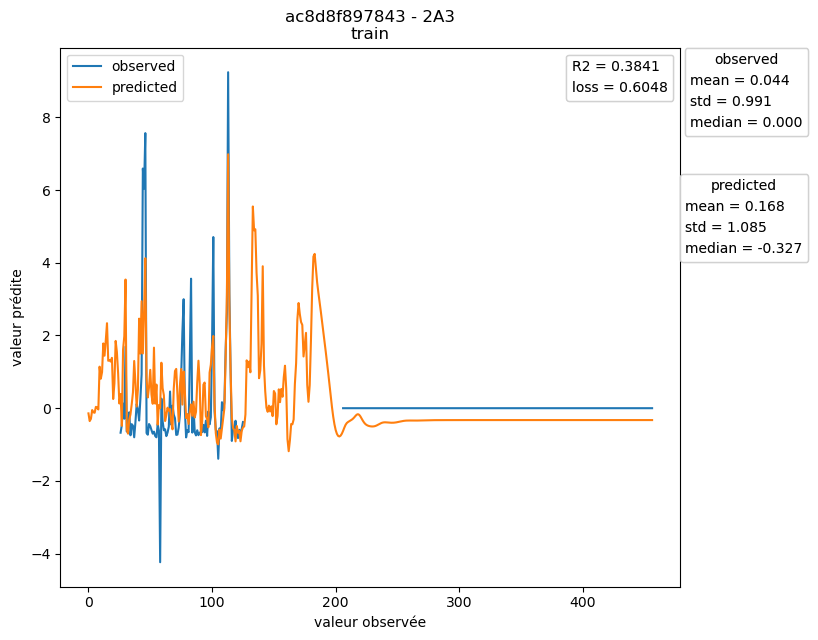 ac8d8f897843 - 2A3
train
observed
predicted
R2 = 0.3841
loss = 0.6048
observed
mean = 0.044
std = 0.991
median = 0.000
predicted
mean = 0.168
std = 1.085
median = -0.327
valeur prédite
8
6
4
2
0
−2
−4
0
100
200
300
400
valeur observée